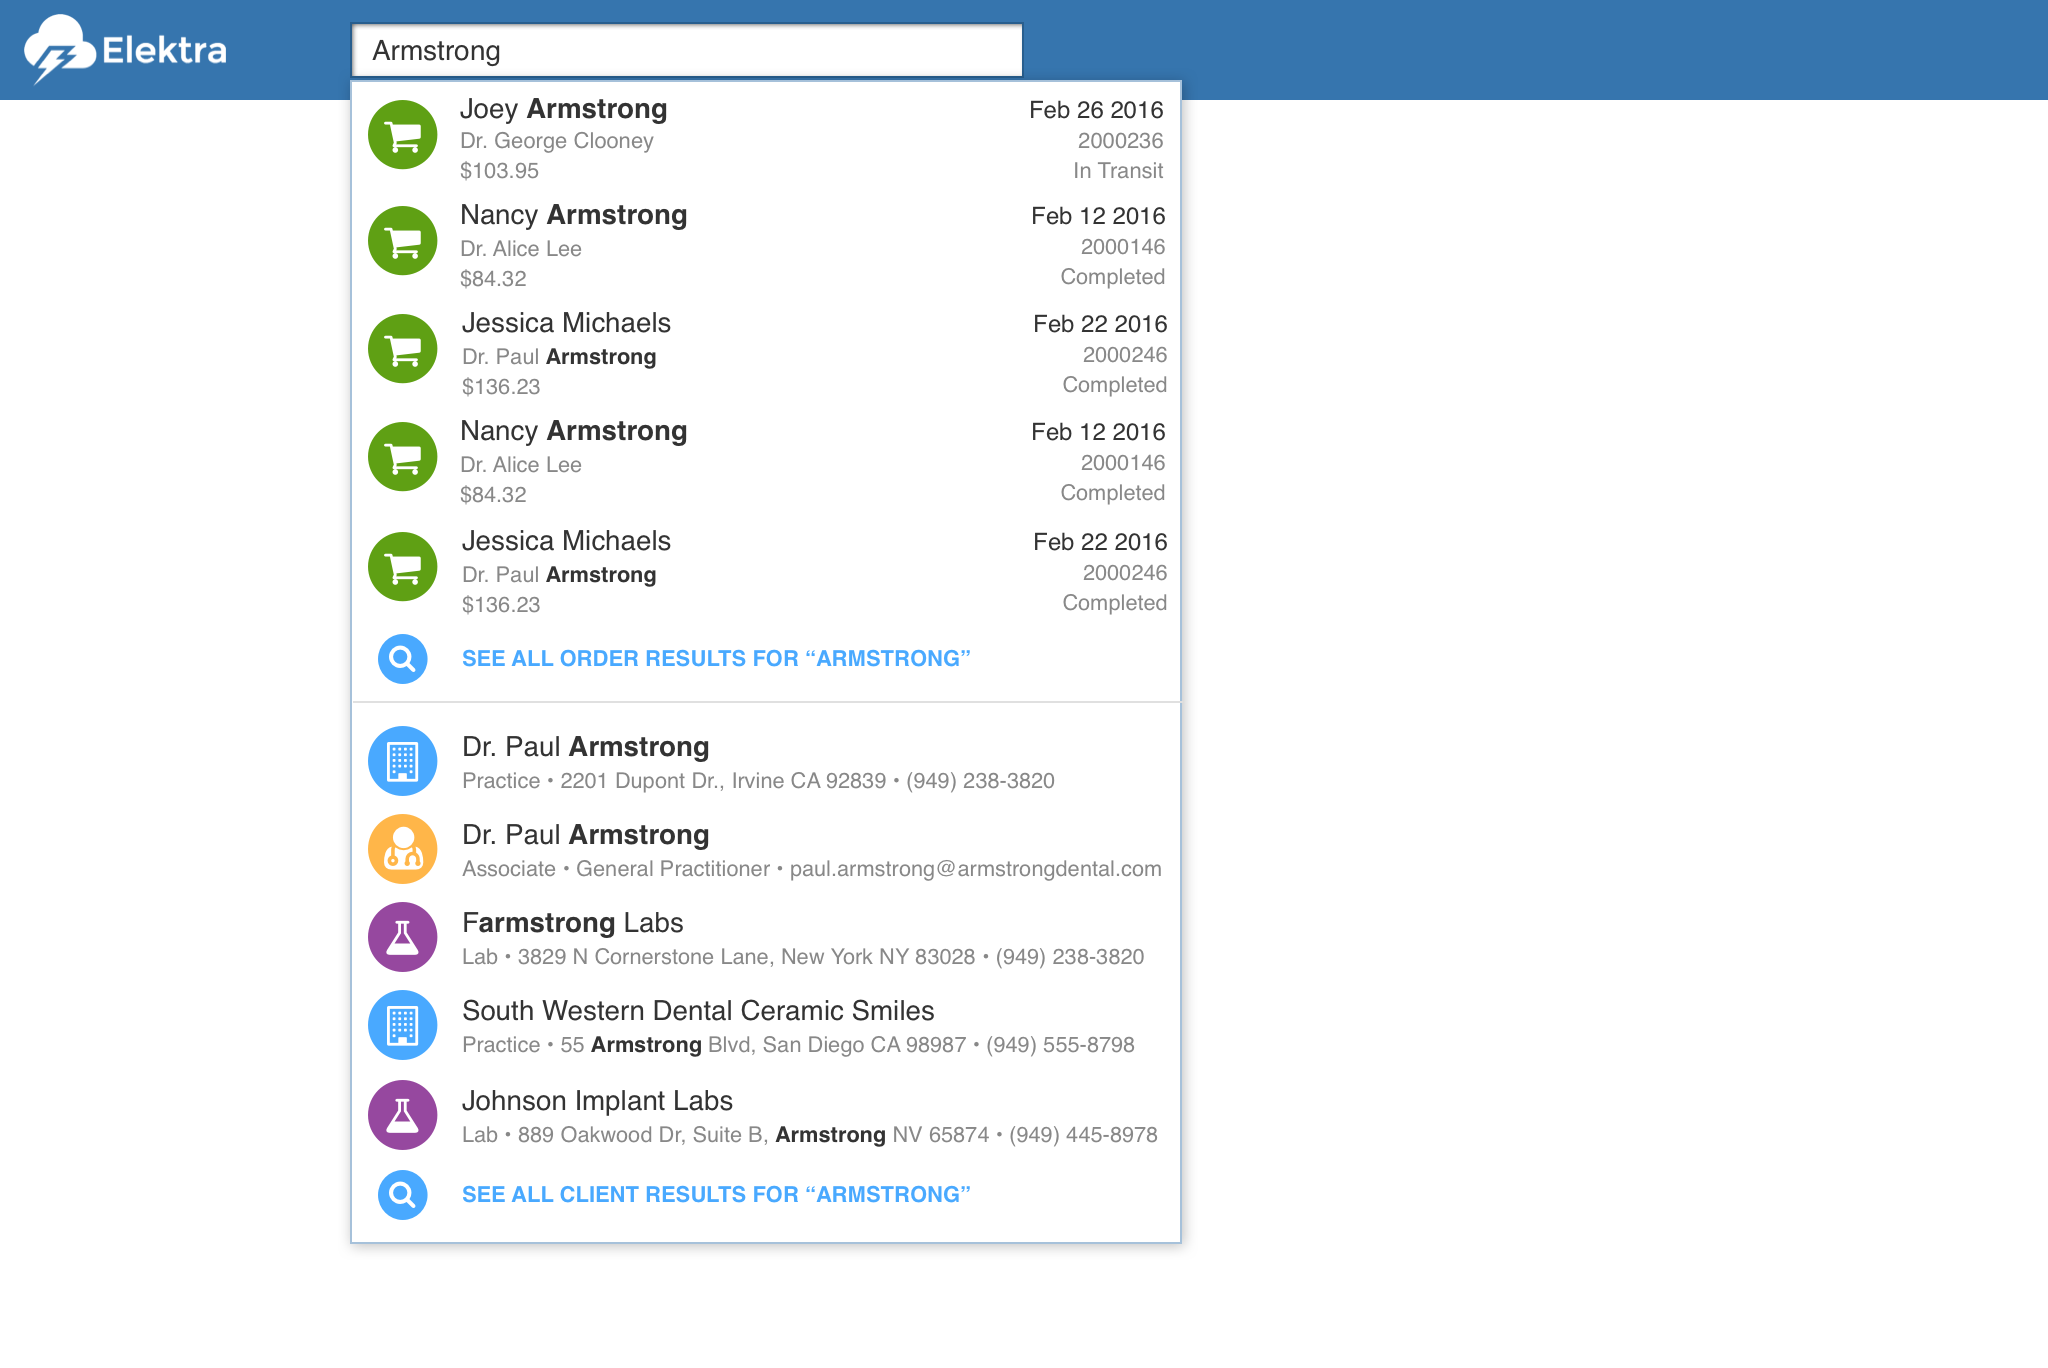 Elektra
Armstrong
Joey Armstrong Feb 26 2016
Dr. George Clooney 2000236
$103.95 In Transit
Nancy Armstrong Feb 12 2016
Dr. Alice Lee 2000146
$84.32 Completed
Jessica Michaels Feb 22 2016
Dr. Paul Armstrong 2000246
$136.23 Completed
Nancy Armstrong Feb 12 2016
Dr. Alice Lee 2000146
$84.32 Completed
Jessica Michaels Feb 22 2016
Dr. Paul Armstrong 2000246
$136.23 Completed
SEE ALL ORDER RESULTS FOR “ARMSTRONG”
Dr. Paul Armstrong
Practice • 2201 Dupont Dr., Irvine CA 92839 • (949) 238-3820
Dr. Paul Armstrong
Associate • General Practitioner • paul.armstrong@armstrongdental.com
Farmstrong Labs
Lab • 3829 N Cornerstone Lane, New York NY 83028 • (949) 238-3820
South Western Dental Ceramic Smiles
Practice • 55 Armstrong Blvd, San Diego CA 98987 • (949) 555-8798
Johnson Implant Labs
Lab • 889 Oakwood Dr, Suite B, Armstrong NV 65874 • (949) 445-8978
SEE ALL CLIENT RESULTS FOR “ARMSTRONG”